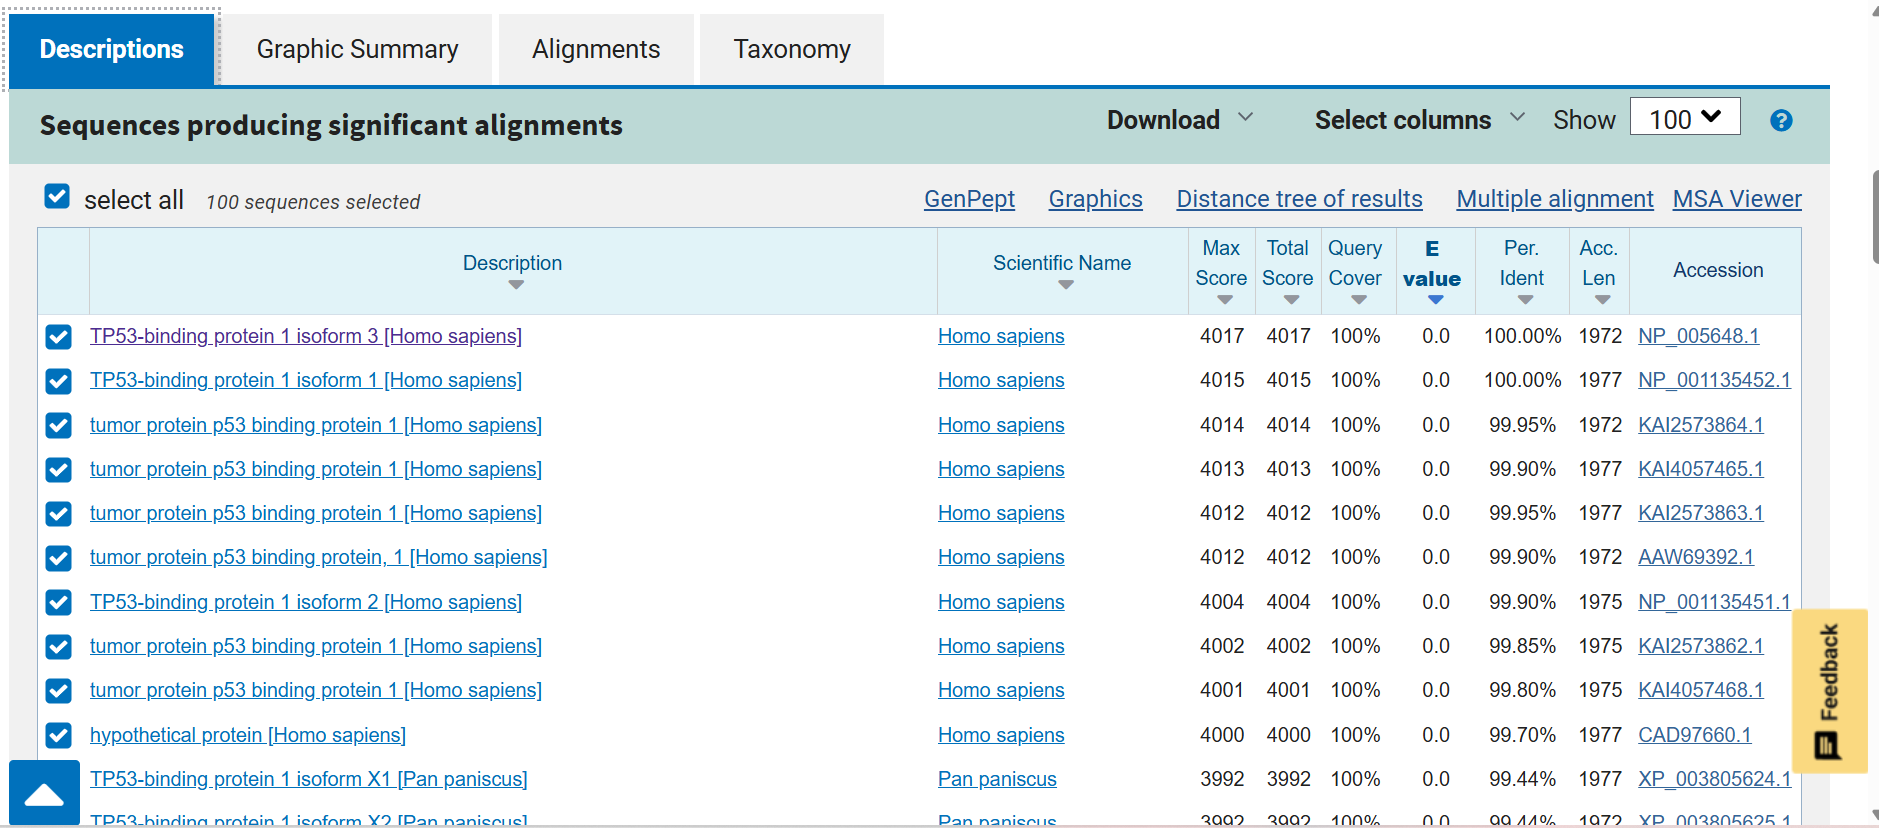 Descriptions Graphic Summary Alignments Taxonomy
Sequences producing significant alignments Download Select columns Show 100 ?
select all 100 sequences selected GenPept Graphics Distance tree of results Multiple alignment MSA Viewer
Description Scientific Name Max Score Total Score Query Cover E value Per. Ident Acc. Len Accession
TP53-binding protein 1 isoform 3 [Homo sapiens] Homo sapiens 4017 4017 100% 0.0 100.00% 1972 NP_005648.1
TP53-binding protein 1 isoform 1 [Homo sapiens] Homo sapiens 4015 4015 100% 0.0 100.00% 1977 NP_001135452.1
tumor protein p53 binding protein 1 [Homo sapiens] Homo sapiens 4014 4014 100% 0.0 99.95% 1972 KAI2573864.1
tumor protein p53 binding protein 1 [Homo sapiens] Homo sapiens 4013 4013 100% 0.0 99.90% 1977 KAI4057465.1
tumor protein p53 binding protein 1 [Homo sapiens] Homo sapiens 4012 4012 100% 0.0 99.95% 1977 KAI2573863.1
tumor protein p53 binding protein, 1 [Homo sapiens] Homo sapiens 4012 4012 100% 0.0 99.90% 1972 AAW69392.1
TP53-binding protein 1 isoform 2 [Homo sapiens] Homo sapiens 4004 4004 100% 0.0 99.90% 1975 NP_001135451.1
tumor protein p53 binding protein 1 [Homo sapiens] Homo sapiens 4002 4002 100% 0.0 99.85% 1975 KAI2573862.1
tumor protein p53 binding protein 1 [Homo sapiens] Homo sapiens 4001 4001 100% 0.0 99.80% 1975 KAI4057468.1
hypothetical protein [Homo sapiens] Homo sapiens 4000 4000 100% 0.0 99.70% 1977 CAD97660.1
TP53-binding protein 1 isoform X1 [Pan paniscus] Pan paniscus 3992 3992 100% 0.0 99.44% 1977 XP_003805624.1
TP53-binding protein 1 isoform X2 [Pan paniscus] Pan paniscus 3992 3992 100% 0.0 99.44% 1972 XP_003805625.1
Feedback